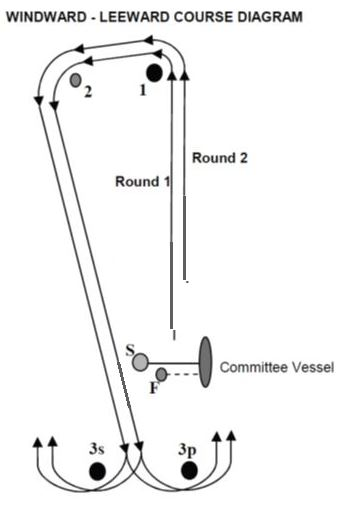 WINDWARD - LEEWARD COURSE DIAGRAM
2
1
Round 2
Round 1
S
Committee Vessel
F
3s
3p